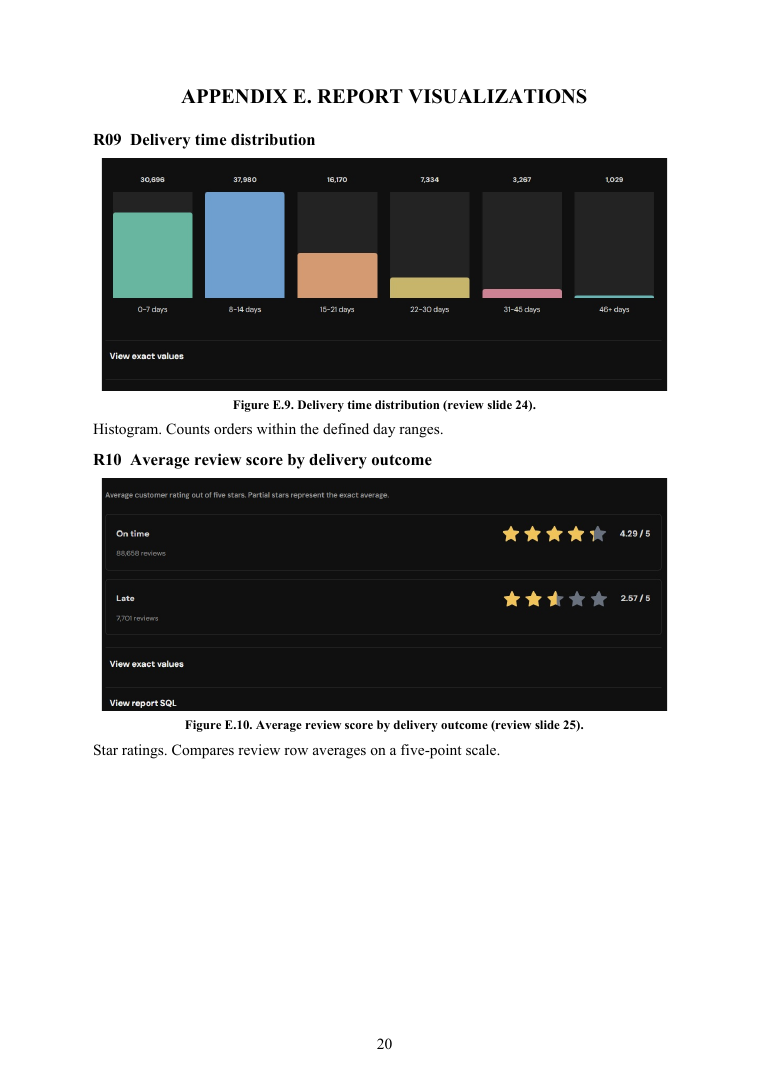 APPENDIX E. REPORT VISUALIZATIONS
R09 Delivery time distribution
30,696 37,980 16,170 7,334 3,267 1,029
0-7 days 8-14 days 15-21 days 22-30 days 31-45 days 46+ days
View exact values
Figure E.9. Delivery time distribution (review slide 24).
Histogram. Counts orders within the defined day ranges.
R10 Average review score by delivery outcome
Average customer rating out of five stars. Partial stars represent the exact average.
On time 4.29 / 5
88,658 reviews
Late 2.57 / 5
7,701 reviews
View exact values
View report SQL
Figure E.10. Average review score by delivery outcome (review slide 25).
Star ratings. Compares review row averages on a five-point scale.
20